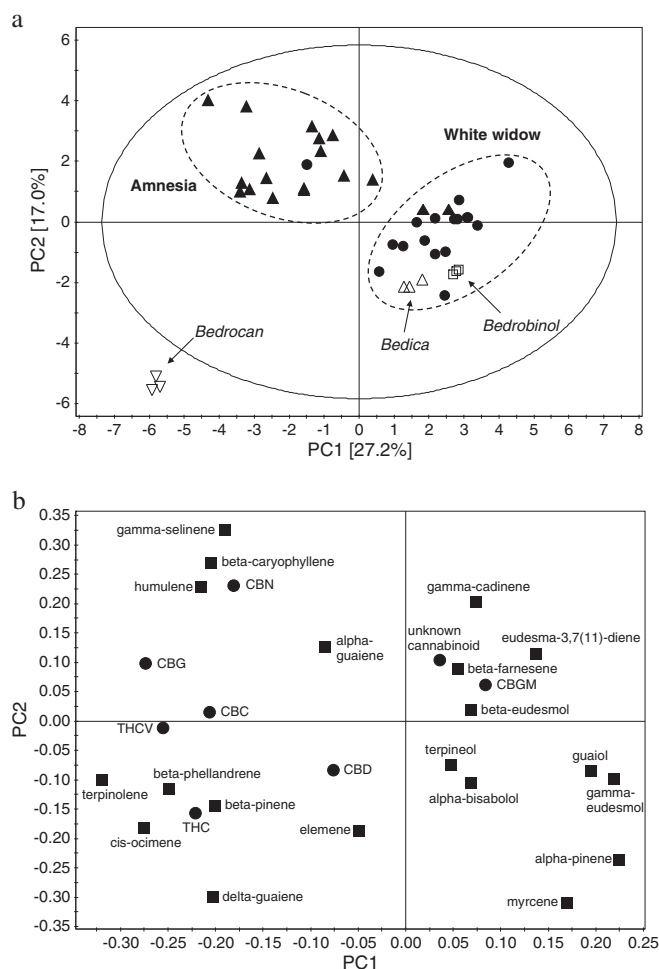 a
6
4
2
0
-2
-4
-6
PC2 [17.0%]
Amnesia
White widow
Bedrocan
Bedica
Bedrobinol
-8 -7 -6 -5 -4 -3 -2 -1 0 1 2 3 4 5 6 7 8
PC1 [27.2%]
b
0.35
0.30
0.25
0.20
0.15
0.10
0.05
0.00
-0.05
-0.10
-0.15
-0.20
-0.25
-0.30
-0.35
PC2
gamma-selinene
beta-caryophyllene
humulene
CBN
gamma-cadinene
alpha-
guaiene
unknown
cannabinoid
eudesma-3,7(11)-diene
beta-farnesene
CBG
CBGM
CBC
beta-eudesmol
THCV
beta-phellandrene
CBD
terpineol
guaiol
terpinolene
beta-pinene
alpha-bisabolol
gamma-
eudesmol
THC
cis-ocimene
elemene
alpha-pinene
delta-guaiene
myrcene
-0.30 -0.25 -0.20 -0.15 -0.10 -0.05 0.00 0.05 0.10 0.15 0.20 0.25
PC1